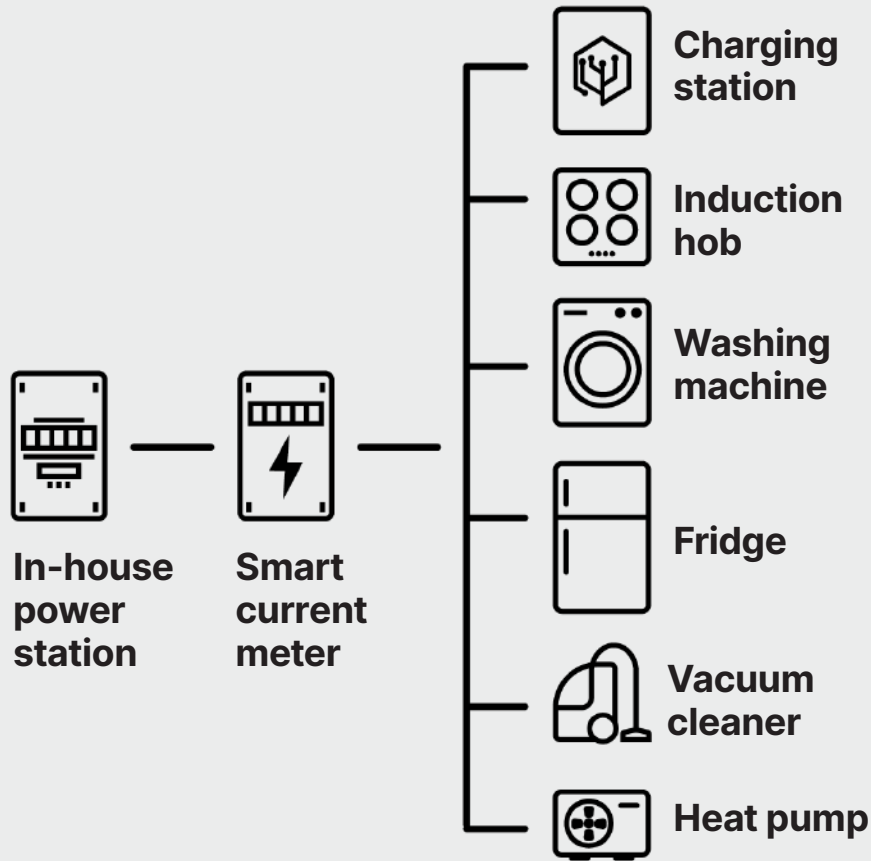 Charging
station
Induction
hob
Washing
machine
Fridge
In-house
power
station
Smart
current
meter
Vacuum
cleaner
Heat pump